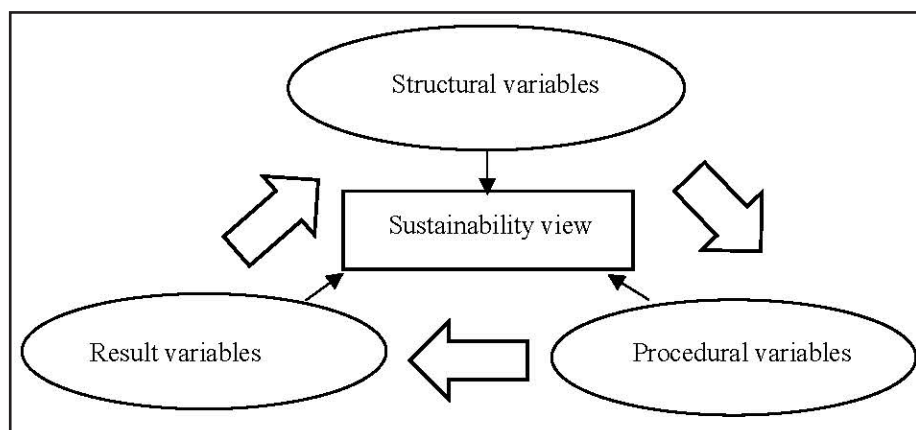 Structural variables
Sustainability view
Result variables
Procedural variables